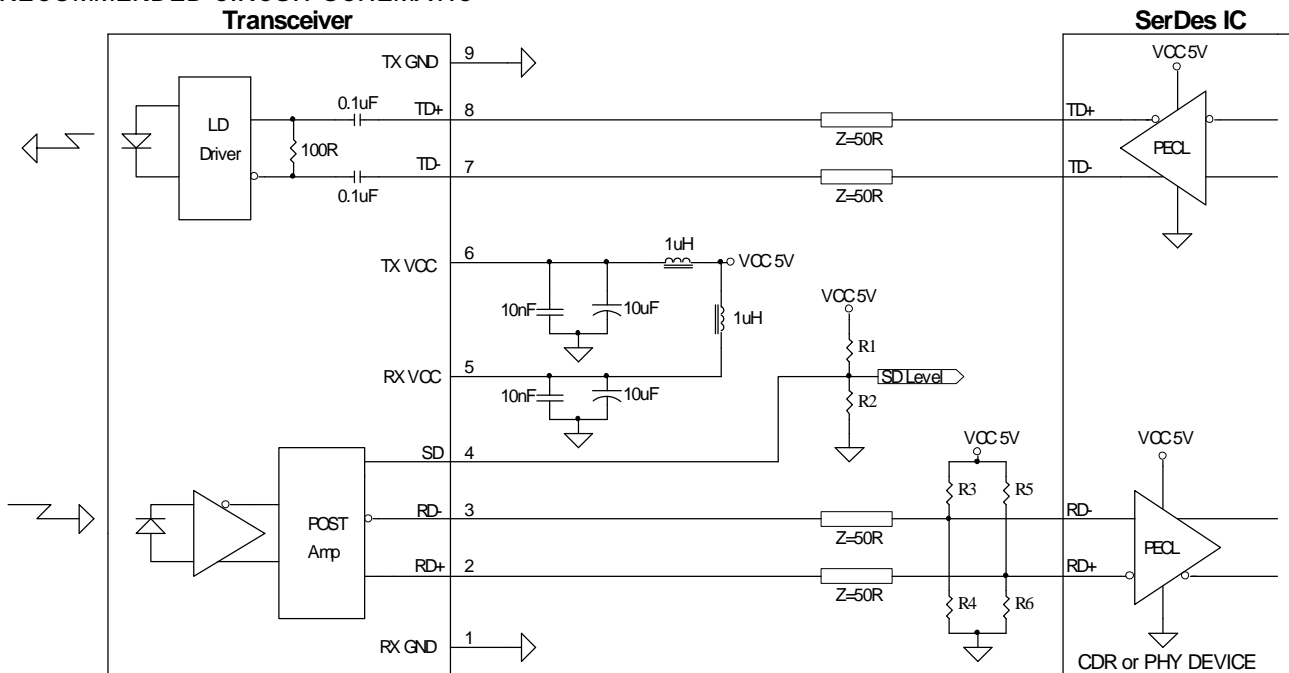 RECOMMENDED CIRCUIT SCHEMATIC
Transceiver
SerDes IC
TX GND 9
VCC 5V
0.1uF
TD+ 8
TD+
LD
Driver
100R
Z=50R
PECL
TD- 7
TD-
0.1uF
Z=50R
1uH
TX VCC 6
VCC 5V
10nF
10uF
1uH
VCC 5V
R1
RX VCC 5
SD Level
10nF
10uF
R2
SD 4
VCC 5V
VCC 5V
R3
R5
RD- 3
RD-
POST
Amp
Z=50R
PECL
RD+ 2
RD+
Z=50R
R4
R6
RX GND 1
CDR or PHY DEVICE